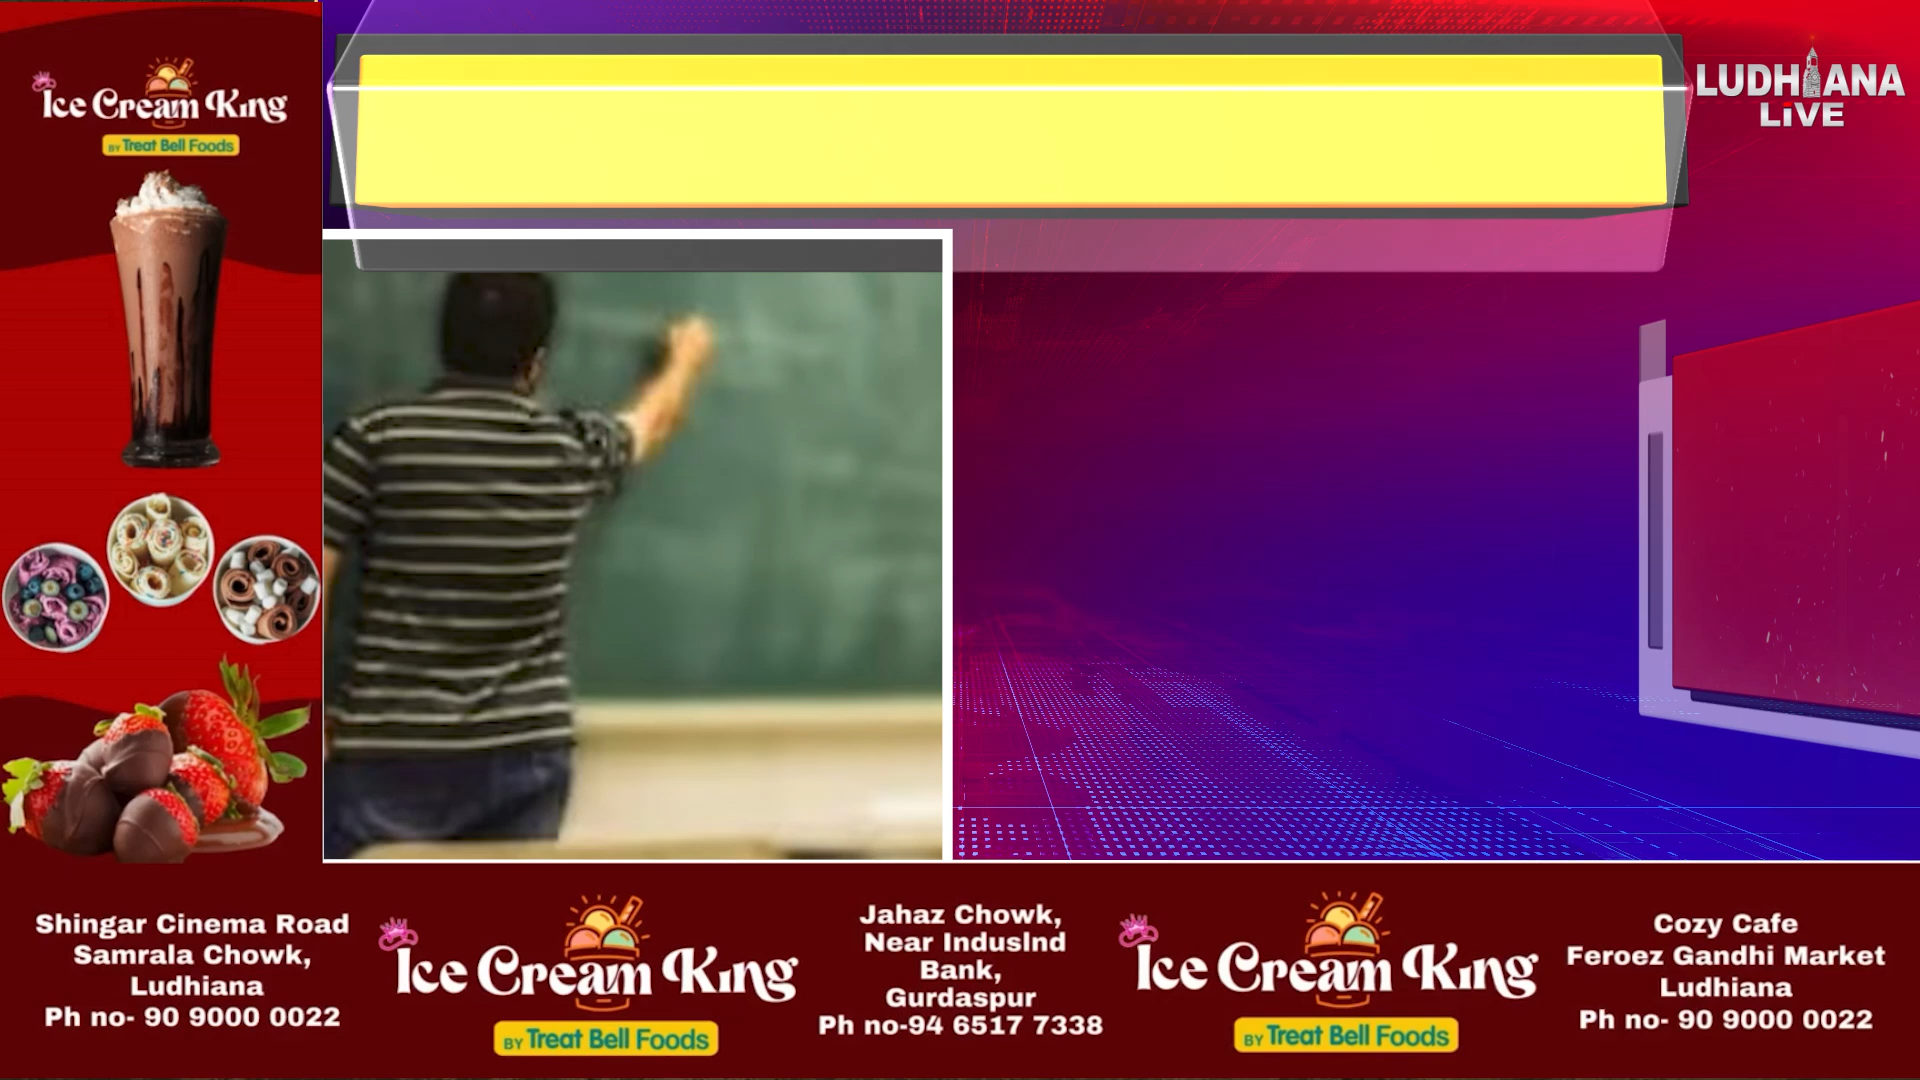 Ice Cream King
BY Treat Bell Foods
LUDHIANA
LiVE
Shingar Cinema Road
Samrala Chowk,
Ludhiana
Ph no- 90 9000 0022
Ice Cream King
BY Treat Bell Foods
Jahaz Chowk,
Near IndusInd
Bank,
Gurdaspur
Ph no-94 6517 7338
Ice Cream King
BY Treat Bell Foods
Cozy Cafe
Feroez Gandhi Market
Ludhiana
Ph no- 90 9000 0022